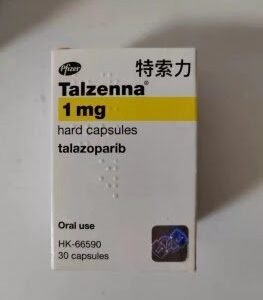 Pfizer
特索力
Talzenna®
1 mg
hard capsules
talazoparib
Oral use
HK-66590
30 capsules